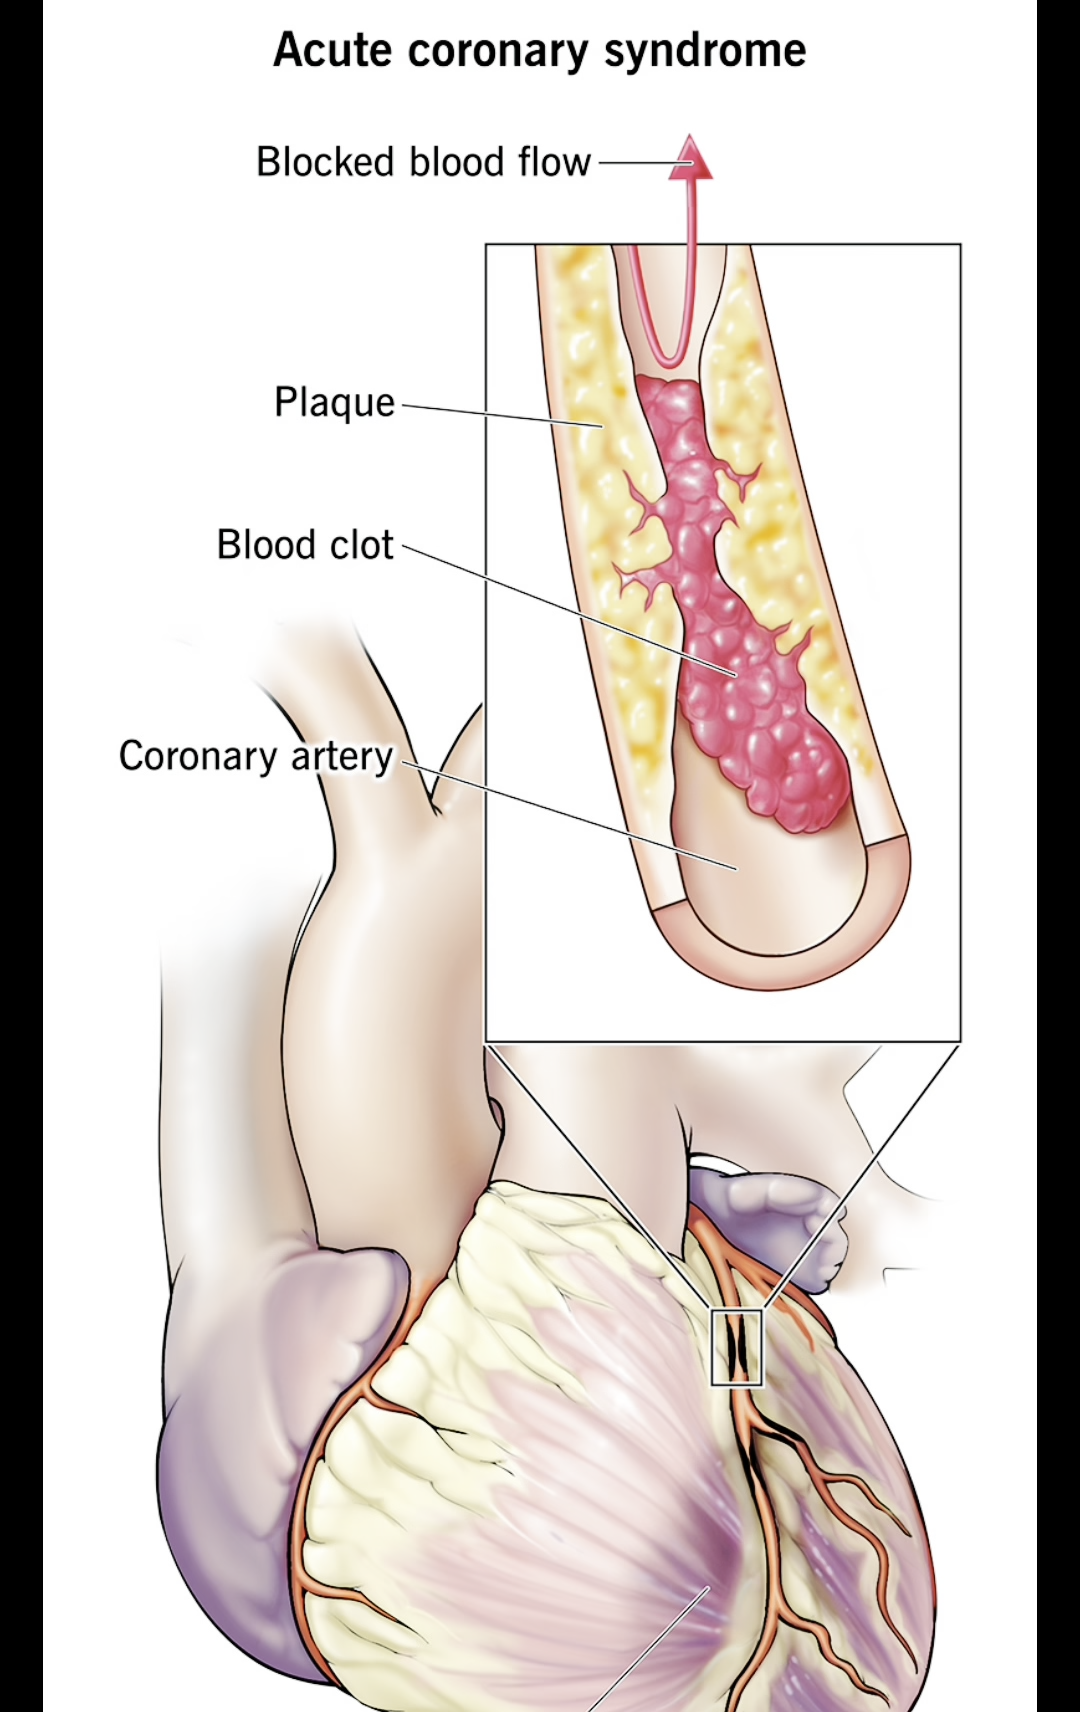 Acute coronary syndrome
Blocked blood flow
Plaque
Blood clot
Coronary artery